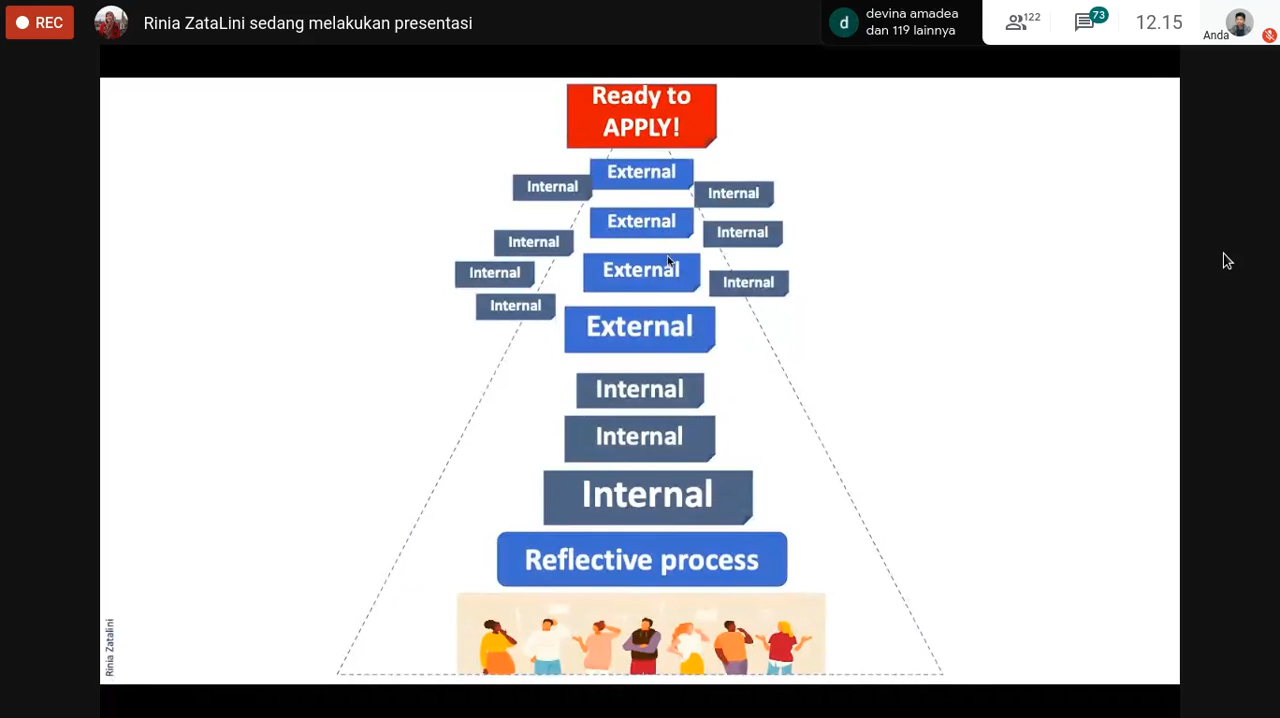 REC
Rinia ZataLini sedang melakukan presentasi
d
devina amadea
dan 119 lainnya
122
73
12.15
Anda
Ready to
APPLY!
External
Internal
Internal
External
Internal
Internal
External
Internal
Internal
Internal
External
Internal
Internal
Internal
Reflective process
Rinia Zatalini